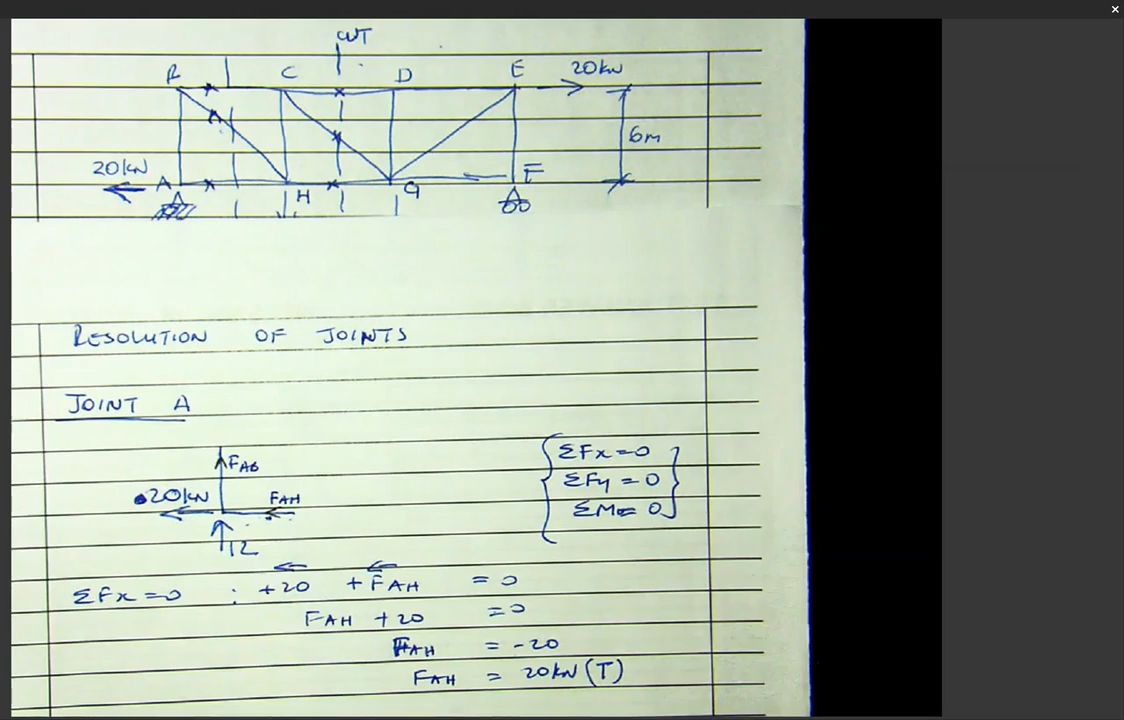 CUT
B C D E 20kN
6m
20kN A H G F
RESOLUTION OF JOINTS
JOINT A
FAB
20kN FAH
12
ΣFx=0
ΣFy=0
ΣM=0
ΣFx=0 : +20 +FAH =0
FAH +20 =0
FAH = -20
FAH = 20kN (T)